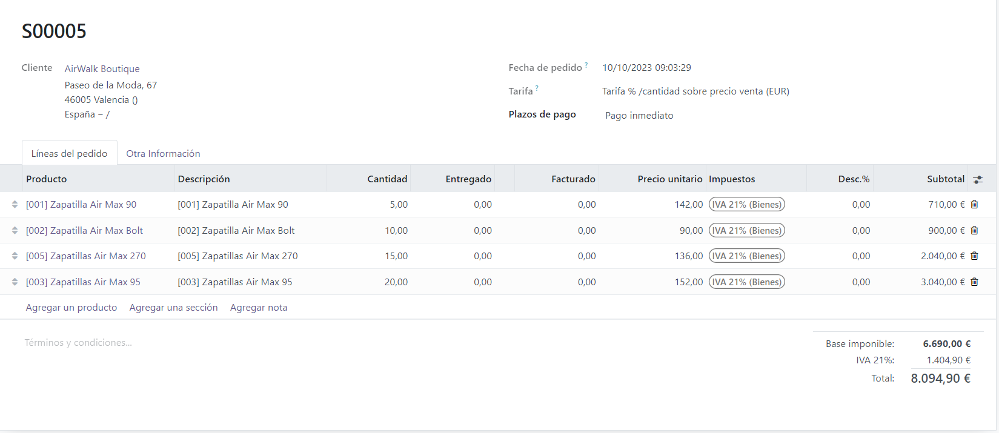 S00005
Cliente AirWalk Boutique
Paseo de la Moda, 67
46005 Valencia ()
España – /
Fecha de pedido ? 10/10/2023 09:03:29
Tarifa ? Tarifa % /cantidad sobre precio venta (EUR)
Plazos de pago Pago inmediato
Líneas del pedido Otra Información
Producto Descripción Cantidad Entregado Facturado Precio unitario Impuestos Desc.% Subtotal
[001] Zapatilla Air Max 90 [001] Zapatilla Air Max 90 5,00 0,00 0,00 142,00 IVA 21% (Bienes) 0,00 710,00 €
[002] Zapatilla Air Max Bolt [002] Zapatilla Air Max Bolt 10,00 0,00 0,00 90,00 IVA 21% (Bienes) 0,00 900,00 €
[005] Zapatillas Air Max 270 [005] Zapatillas Air Max 270 15,00 0,00 0,00 136,00 IVA 21% (Bienes) 0,00 2.040,00 €
[003] Zapatillas Air Max 95 [003] Zapatillas Air Max 95 20,00 0,00 0,00 152,00 IVA 21% (Bienes) 0,00 3.040,00 €
Agregar un producto Agregar una sección Agregar nota
Términos y condiciones...
Base imponible: 6.690,00 €
IVA 21%: 1.404,90 €
Total: 8.094,90 €